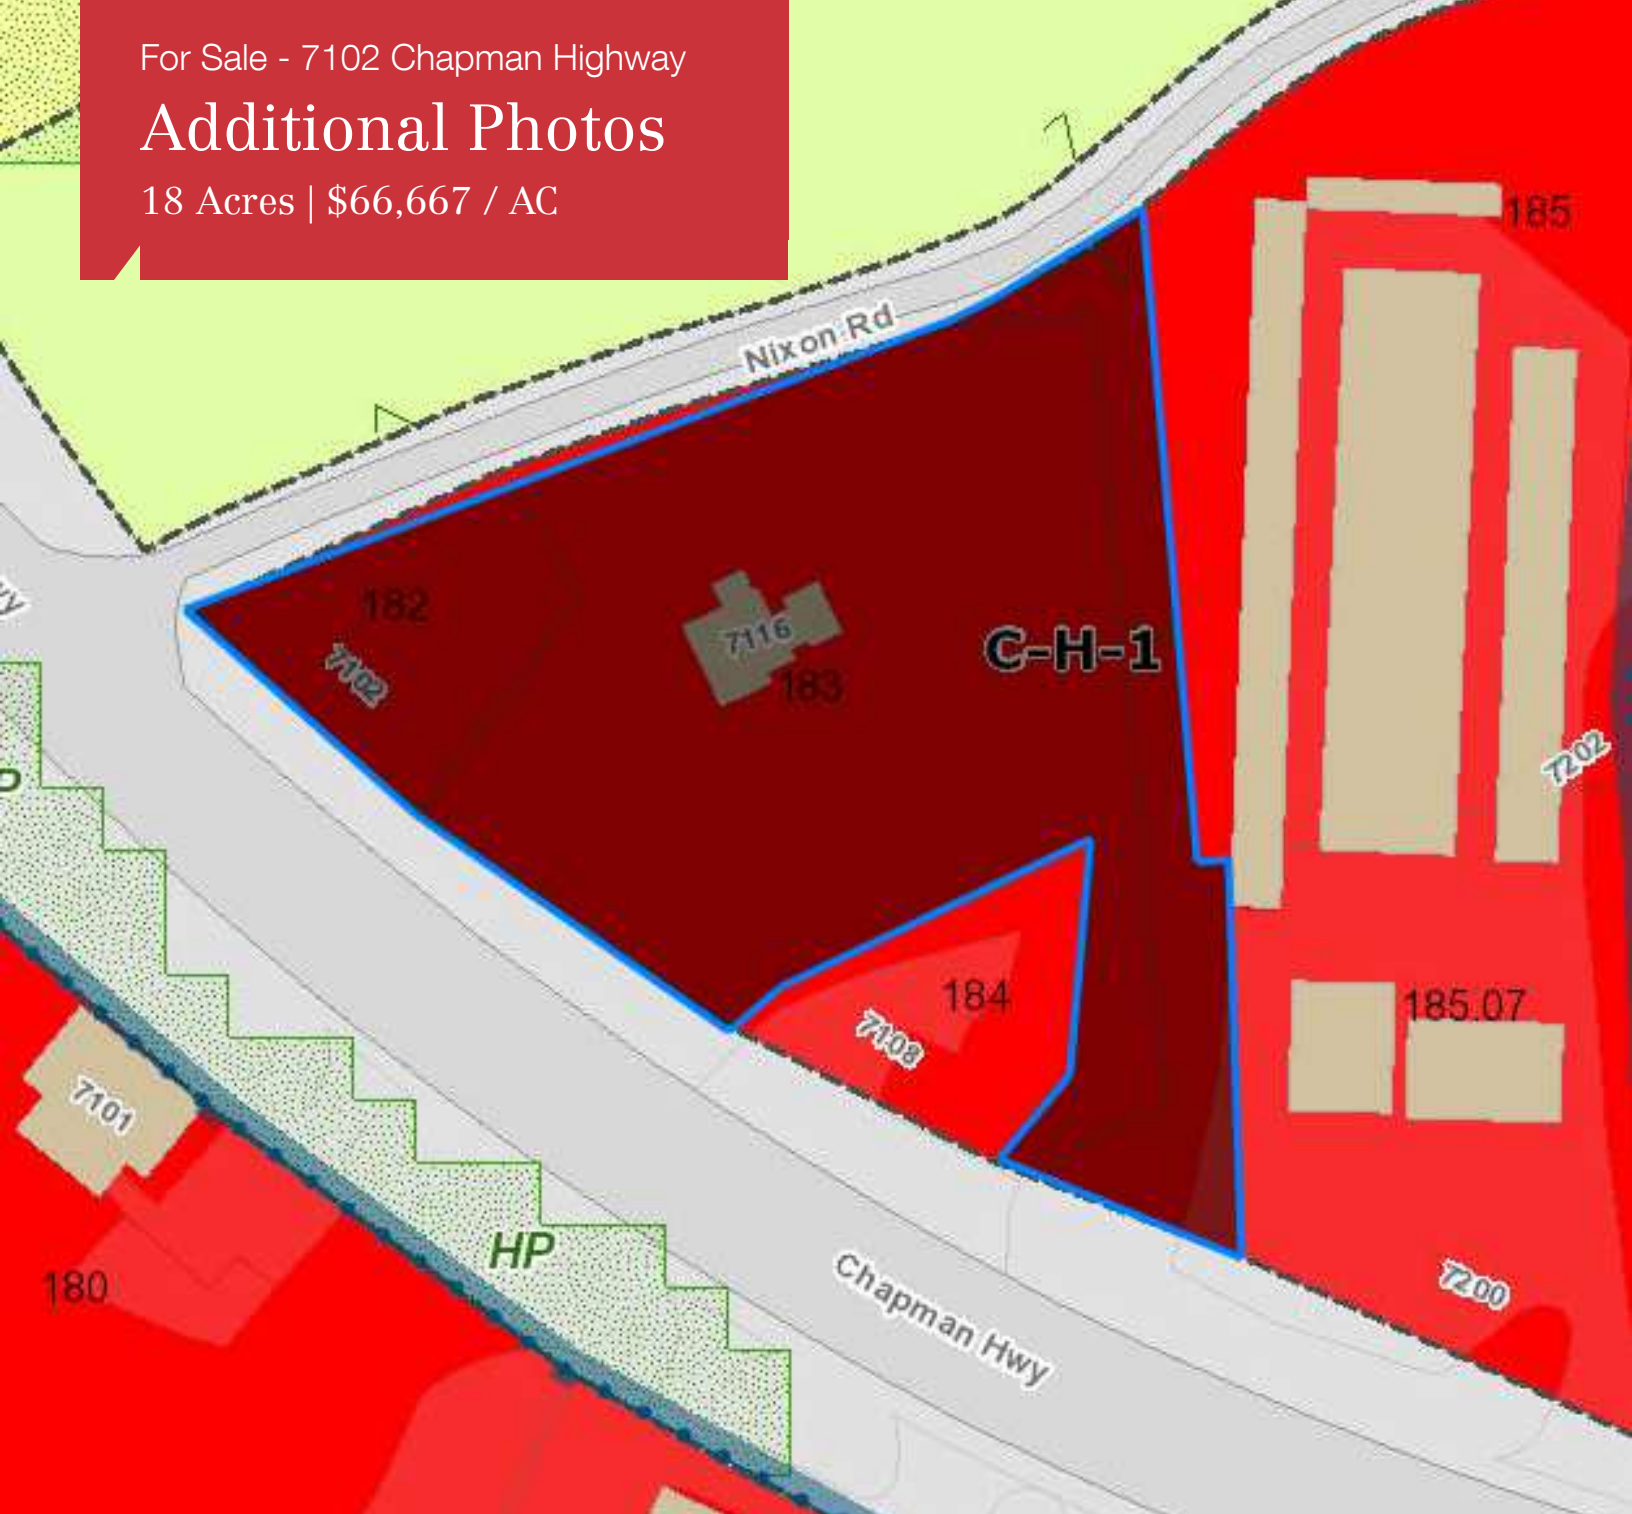 For Sale - 7102 Chapman Highway
Additional Photos
18 Acres | $66,667 / AC
185
Nixon Rd
182
7116
C-H-1
7102
183
7202
184
185.07
7108
7101
HP
180
Chapman Hwy
7200